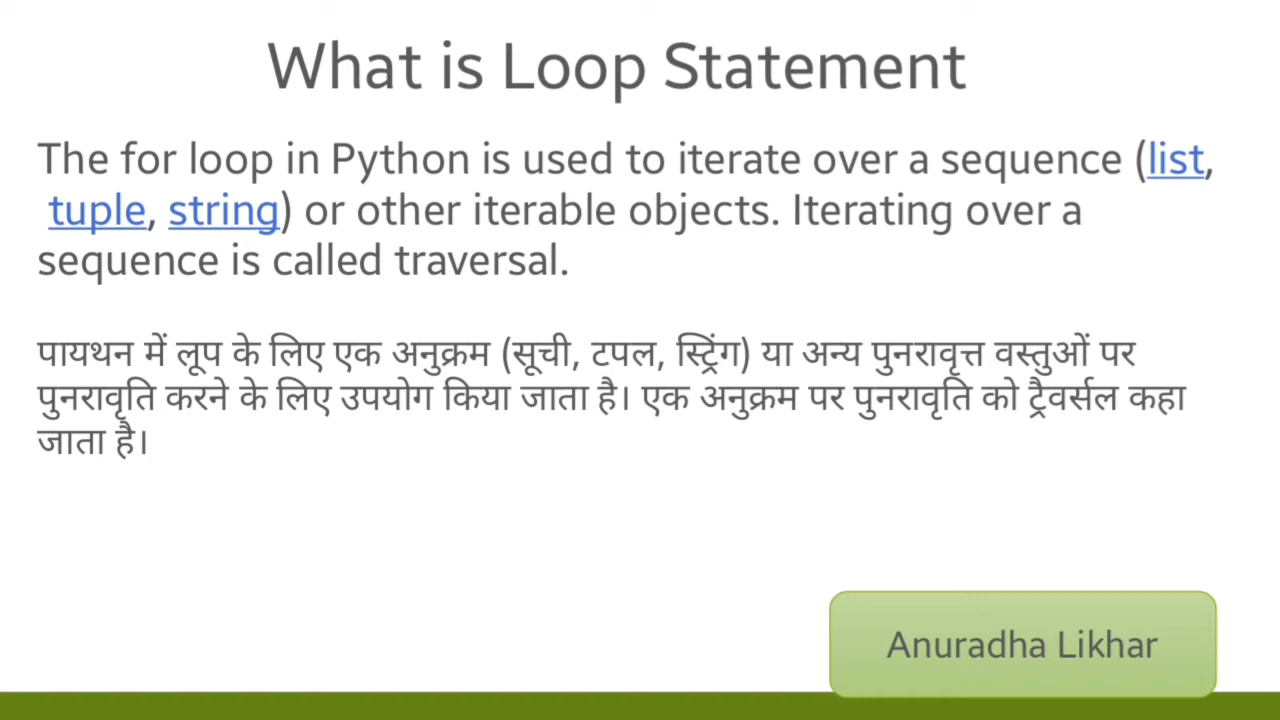 What is Loop Statement
The for loop in Python is used to iterate over a sequence (list,
tuple, string) or other iterable objects. Iterating over a
sequence is called traversal.
पायथन में लूप के लिए एक अनुक्रम (सूची, टपल, स्ट्रिंग) या अन्य पुनरावृत्त वस्तुओं पर
पुनरावृति करने के लिए उपयोग किया जाता है। एक अनुक्रम पर पुनरावृति को ट्रैवर्सल कहा
जाता है।
Anuradha Likhar